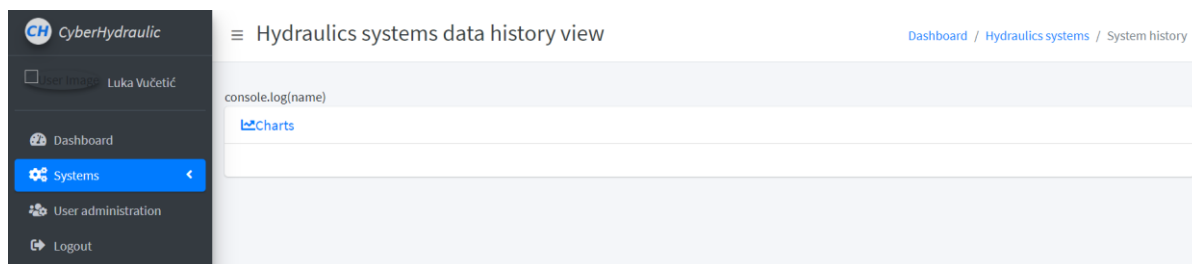 CH CyberHydraulic
Hydraulics systems data history view
Dashboard / Hydraulics systems / System history
User Image
Luka Vučetić
console.log(name)
Charts
Dashboard
Systems
User administration
Logout